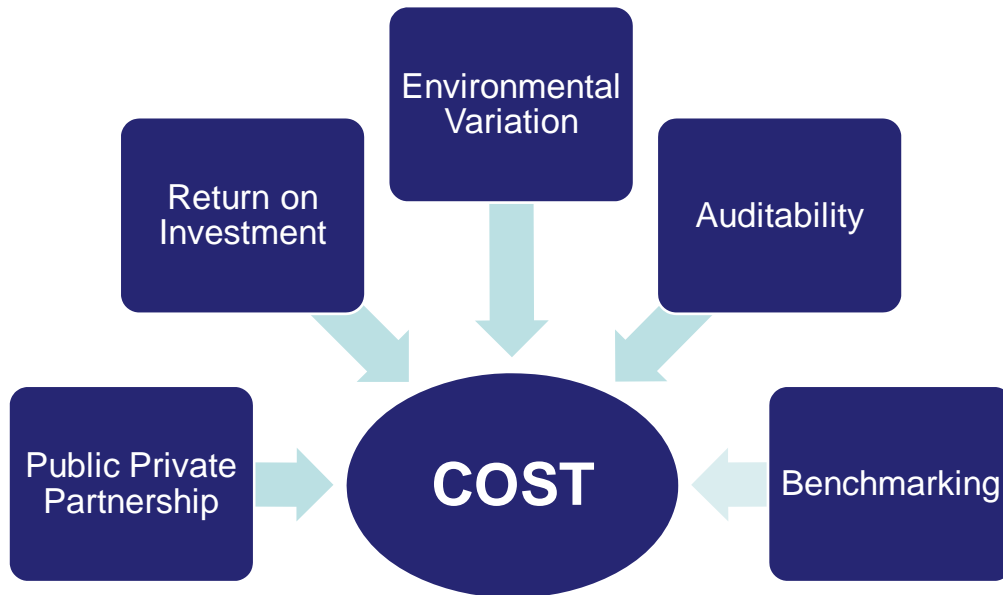 Environmental
Variation
Return on
Investment
Auditability
Public Private
Partnership
COST
Benchmarking